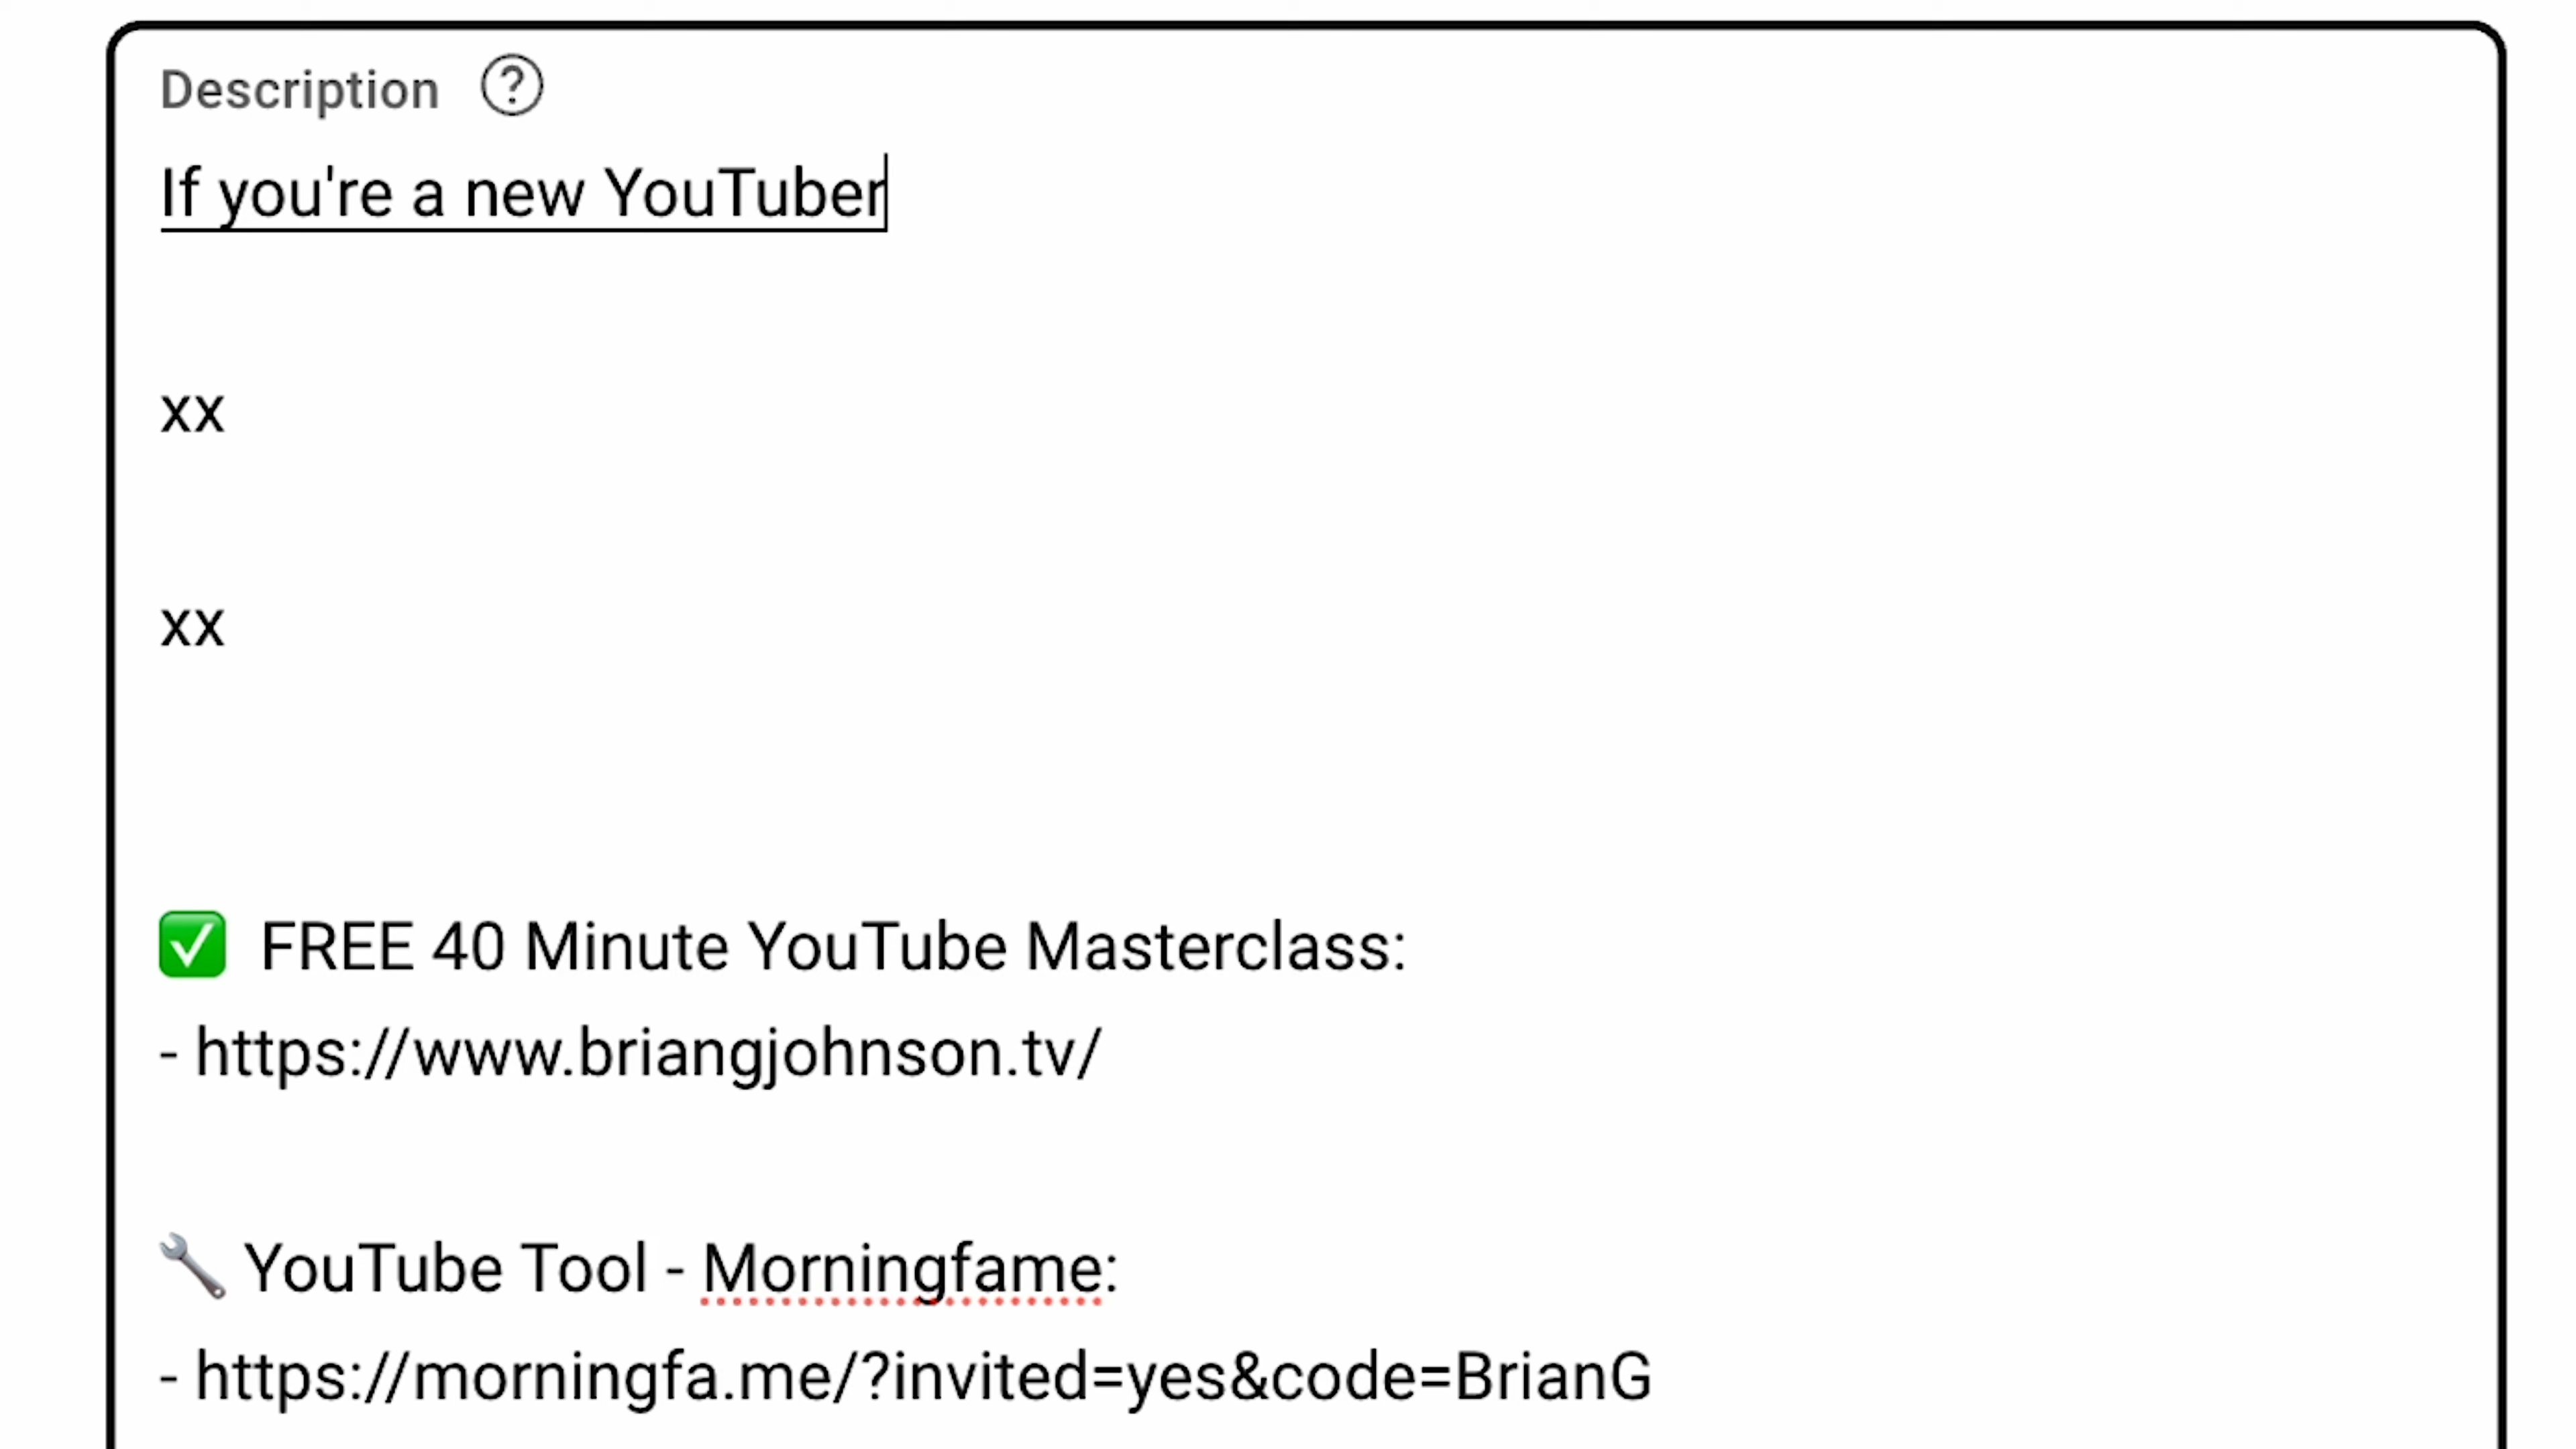 Description ?
If you're a new YouTuber
xx
xx
✅ FREE 40 Minute YouTube Masterclass:
- https://www.briangjohnson.tv/
🔧 YouTube Tool - Morningfame:
- https://morningfa.me/?invited=yes&code=BrianG